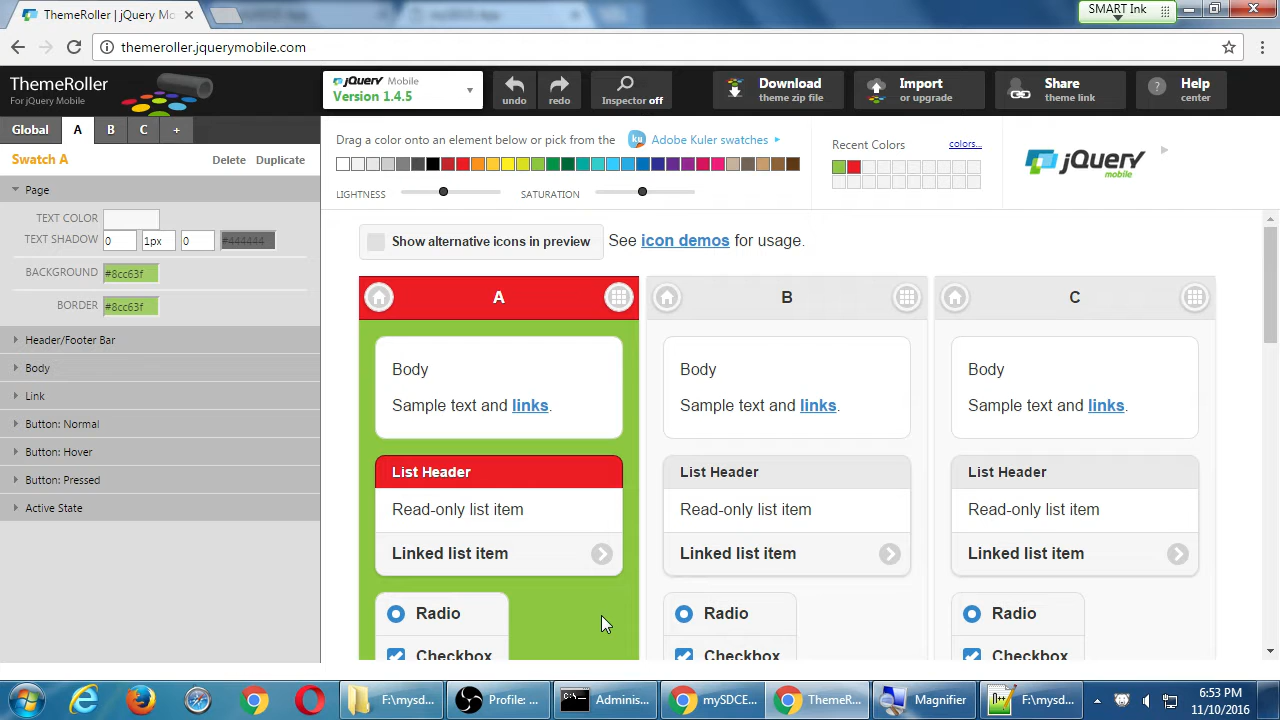 ThemeRoller | jQuery Mo
SMART Ink
themeroller.jquerymobile.com
ThemeRoller
For jQuery Mobile
jQuery Mobile
Version 1.4.5
undo
redo
Inspector off
Download
theme zip file
Import
or upgrade
Share
theme link
Help
center
Global
A
B
C
+
Swatch A
Delete
Duplicate
Page
TEXT COLOR
TEXT SHADOW
0
1px
0
#444444
BACKGROUND
#8cc63f
BORDER
#8cc63f
Header/Footer Bar
Body
Link
Button: Normal
Button: Hover
Button: Pressed
Active State
Drag a color onto an element below or pick from the
ku
Adobe Kuler swatches
LIGHTNESS
SATURATION
Recent Colors
colors...
jQuery
mobile
Show alternative icons in preview
See icon demos for usage.
A
Body
Sample text and links.
List Header
Read-only list item
Linked list item
Radio
Checkbox
B
Body
Sample text and links.
List Header
Read-only list item
Linked list item
Radio
Checkbox
C
Body
Sample text and links.
List Header
Read-only list item
Linked list item
Radio
Checkbox
F:\mysd...
Profile: ...
Adminis...
mySDCE...
ThemeR...
Magnifier
F:\mysd...
6:53 PM
11/10/2016